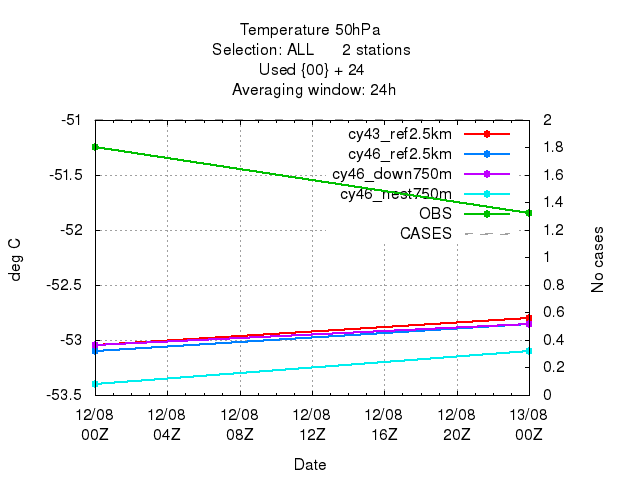 Temperature 50hPa
Selection: ALL 2 stations
Used {00} + 24
Averaging window: 24h
-51
-51.5
-52
-52.5
-53
-53.5
deg C
2
1.8
1.6
1.4
1.2
1
0.8
0.6
0.4
0.2
0
No cases
cy43_ref2.5km
cy46_ref2.5km
cy46_down750m
cy46_nest750m
OBS
CASES
12/08 12/08 12/08 12/08 12/08 12/08 13/08
00Z 04Z 08Z 12Z 16Z 20Z 00Z
Date